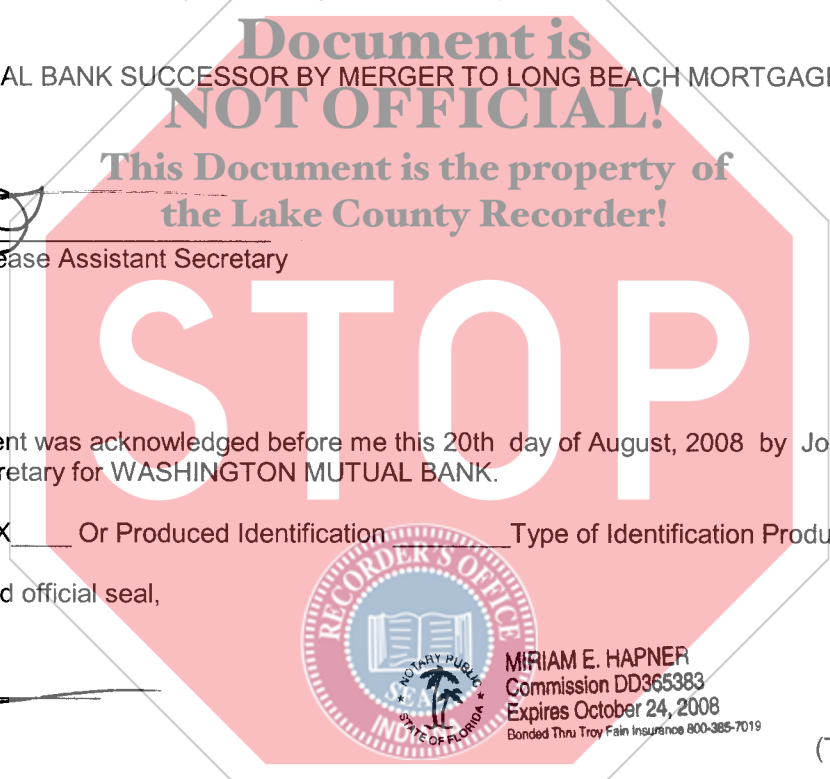 Document is
AL BANK SUCCESSOR BY MERGER TO LONG BEACH MORTGAGE
NOT OFFICIAL!
This Document is the property of
the Lake County Recorder!
ease Assistant Secretary
STOP
ent was acknowledged before me this 20th day of August, 2008 by Jo
retary for WASHINGTON MUTUAL BANK.
X____ Or Produced Identification ________Type of Identification Produ
d official seal,
RECORDER'S OFFICE
SEAL
INDIANA
NOTARY PUBLIC
STATE OF FLORIDA
MIRIAM E. HAPNER
Commission DD365383
Expires October 24, 2008
Bonded Thru Troy Fain Insurance 800-385-7019
(T